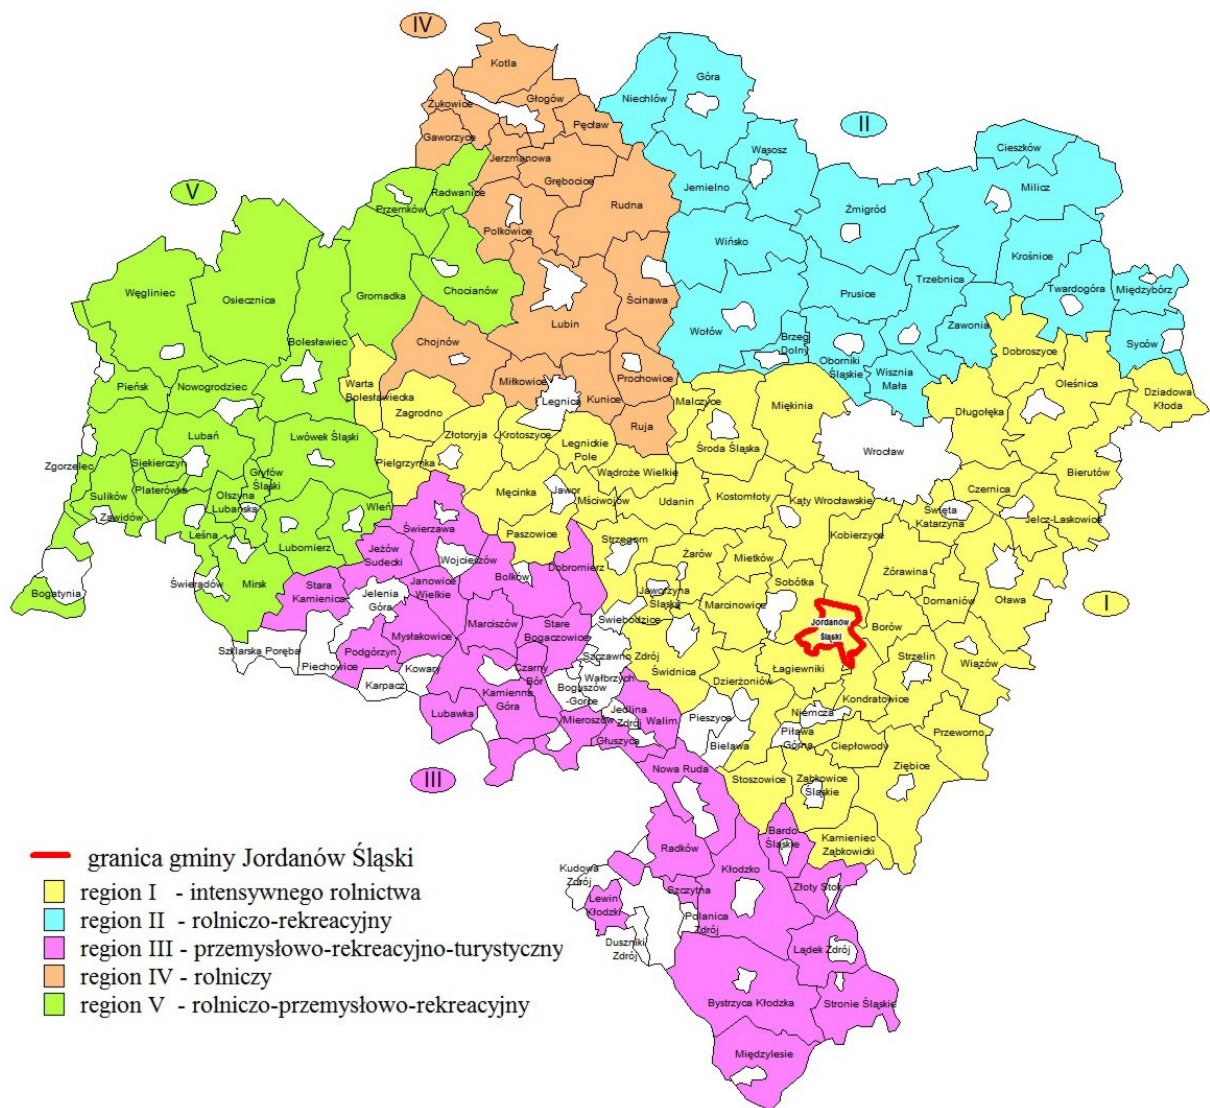 IV
Kotla
Głogów
Żukowice
Pęcław
Gaworzyce
Jerzmanowa
Grębocice
Radwanice
Przemków
Polkowice
Rudna
V
Niechlów
Góra
II
Wąsosz
Cieszków
Jemielno
Milicz
Żmigród
Wińsko
Krośnice
Węgliniec
Osiecznica
Gromadka
Chocianów
Ścinawa
Trzebnica
Twardogóra
Międzybórz
Prusice
Lubin
Wołów
Brzeg
Dolny
Oborniki
Śląskie
Zawonia
Syców
Bolesławiec
Chojnów
Wisznia
Mała
Dobroszyce
Pieńsk
Nowogrodziec
Warta
Bolesławiecka
Miłkowice
Legnica
Kunice
Prochowice
Malczyce
Miękinia
Oleśnica
Dziadowa
Kłoda
Zagrodno
Długołęka
Złotoryja
Krotoszyce
Ruja
Lubań
Lwówek Śląski
Legnickie
Pole
Środa Śląska
Wrocław
Zgorzelec
Siekierczyn
Gryfów
Śląski
Pielgrzymka
Wądroże Wielkie
Bierutów
Sulików
Platerówka
Olszyna
Lubańska
Męcinka
Jawor
Mściwojów
Udanin
Kostomłoty
Kąty Wrocławskie
Czernica
Zawidów
Wleń
Święta
Katarzyna
Jelcz-Laskowice
Leśna
Lubomierz
Świerzawa
Paszowice
Strzegom
Kobierzyce
Jeżów
Sudecki
Wojcieszów
Bolków
Dobromierz
Żarów
Mietków
Żórawina
Świeradów
Mirsk
Stara
Kamienica
Janowice
Wielkie
Sobótka
Bogatynia
Jelenia
Góra
Jaworzyna
Śląska
Marcinowice
Domaniów
Oława
I
Marciszów
Stare
Bogaczowice
Świebodzice
Jordanów
Śląski
Borów
Mysłakowice
Szklarska Poręba
Podgórzyn
Szczawno Zdrój
Strzelin
Wiązów
Piechowice
Kowary
Czarny
Bór
Wałbrzych
Świdnica
Dzierżoniów
Łagiewniki
Karpacz
Kamienna
Góra
Boguszów
-Gorce
Kondratowice
Lubawka
Jedlina
Zdrój
Walim
Pieszyce
Niemcza
Mieroszów
Głuszyca
Bielawa
Piława
Górna
Ciepłowody
Przeworno
III
Nowa Ruda
Stoszowice
Ząbkowice
Śląskie
Ziębice
Bardo
Śląskie
Kamieniec
Ząbkowicki
Radków
Kłodzko
Kudowa
Zdrój
Szczytna
Złoty Stok
Lewin
Kłodzki
Polanica
Zdrój
Duszniki
Zdrój
Lądek Zdrój
Bystrzyca Kłodzka
Stronie Śląskie
Międzylesie
granica gminy Jordanów Śląski
region I - intensywnego rolnictwa
region II - rolniczo-rekreacyjny
region III - przemysłowo-rekreacyjno-turystyczny
region IV - rolniczy
region V - rolniczo-przemysłowo-rekreacyjny